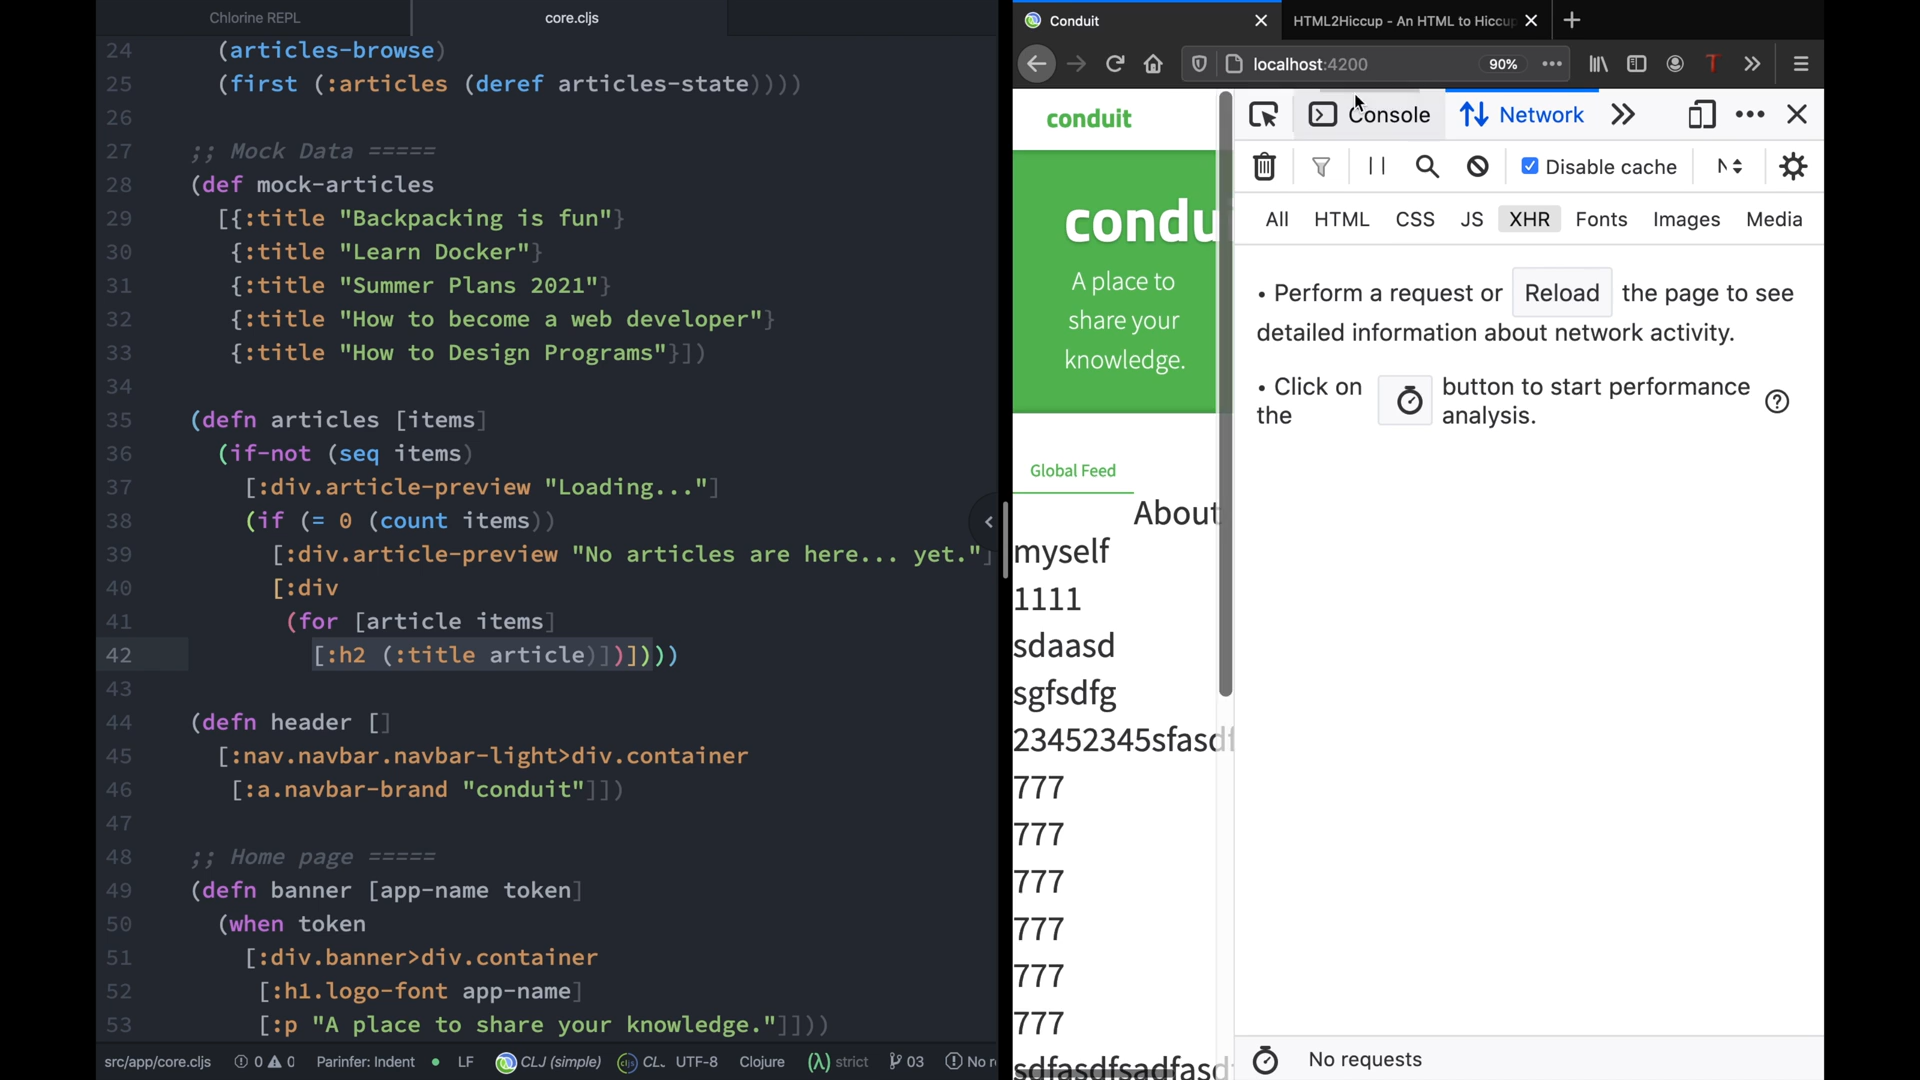 Chlorine REPL
core.cljs
24 (articles-browse)
25 (first (:articles (deref articles-state))))
26
27 ;; Mock Data =====
28 (def mock-articles
29 [{:title "Backpacking is fun"}
30 {:title "Learn Docker"}
31 {:title "Summer Plans 2021"}
32 {:title "How to become a web developer"}
33 {:title "How to Design Programs"}])
34
35 (defn articles [items]
36 (if-not (seq items)
37 [:div.article-preview "Loading..."]
38 (if (= 0 (count items))
39 [:div.article-preview "No articles are here... yet."]
40 [:div
41 (for [article items]
42 [:h2 (:title article)])])))
43
44 (defn header []
45 [:nav.navbar.navbar-light>div.container
46 [:a.navbar-brand "conduit"]])
47
48 ;; Home page =====
49 (defn banner [app-name token]
50 (when token
51 [:div.banner>div.container
52 [:h1.logo-font app-name]
53 [:p "A place to share your knowledge."]]))
src/app/core.cljs 0 0 Parinfer: Indent LF CLJ (simple) CL. UTF-8 Clojure (λ) strict 03 No r
Conduit
HTML2Hiccup - An HTML to Hiccup
localhost:4200 90%
conduit
condu
A place to
share your
knowledge.
Global Feed
About
myself
1111
sdaasd
sgfsdfg
23452345sfasdf
777
777
777
777
777
777
sdfasdfsadfasd
Console
Network
Disable cache
All HTML CSS JS XHR Fonts Images Media
• Perform a request or Reload the page to see
detailed information about network activity.
• Click on the button to start performance analysis.
No requests